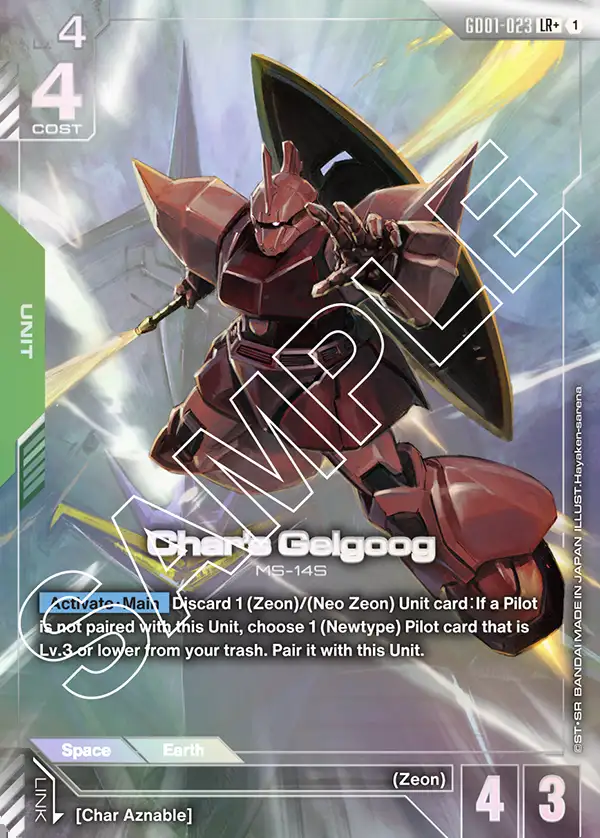 GD01-023 LR+ 1
Lv. 4
4
COST
UNIT
SAMPLE
Char's Gelgoog
MS-14S
Activate･Main Discard 1 (Zeon)/(Neo Zeon) Unit card:If a Pilot
is not paired with this Unit, choose 1 (Newtype) Pilot card that is
Lv.3 or lower from your trash. Pair it with this Unit.
©ST･SR BANDAI MADE IN JAPAN ILLUST:Hayaken-sarena
Space Earth
(Zeon)
LINK
[Char Aznable]
4 3